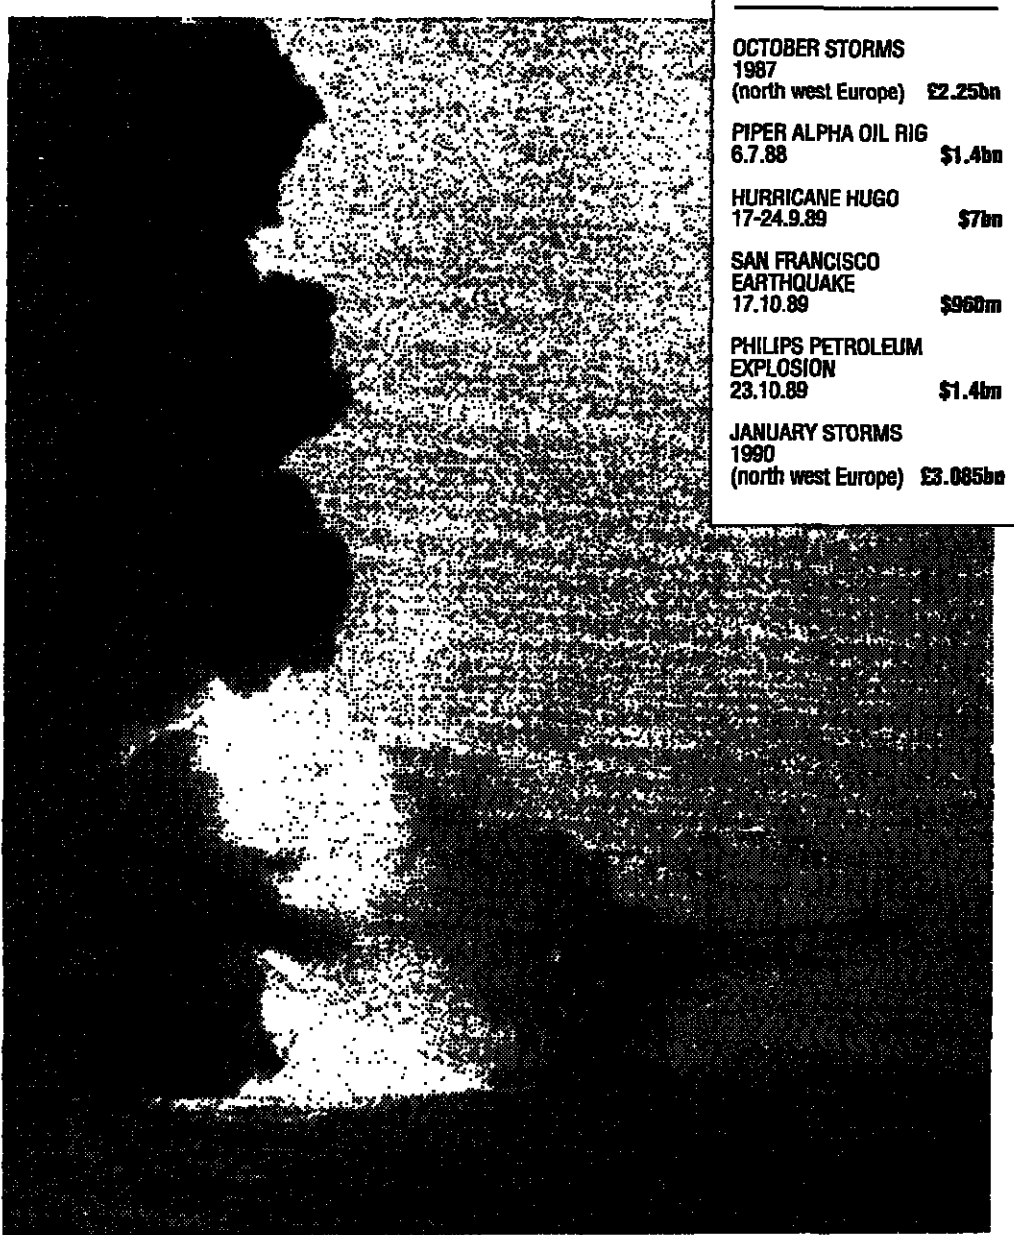 OCTOBER STORMS
1987
(north west Europe) £2.25bn
PIPER ALPHA OIL RIG
6.7.88 $1.4bn
HURRICANE HUGO
17-24.9.89 $7bn
SAN FRANCISCO
EARTHQUAKE
17.10.89 $960m
PHILIPS PETROLEUM
EXPLOSION
23.10.89 $1.4bn
JANUARY STORMS
1990
(north west Europe) £3.085bn